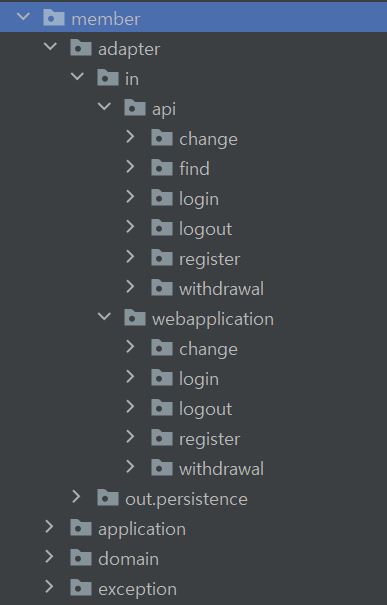 member
adapter
in
api
change
find
login
logout
register
withdrawal
webapplication
change
login
logout
register
withdrawal
out.persistence
application
domain
exception